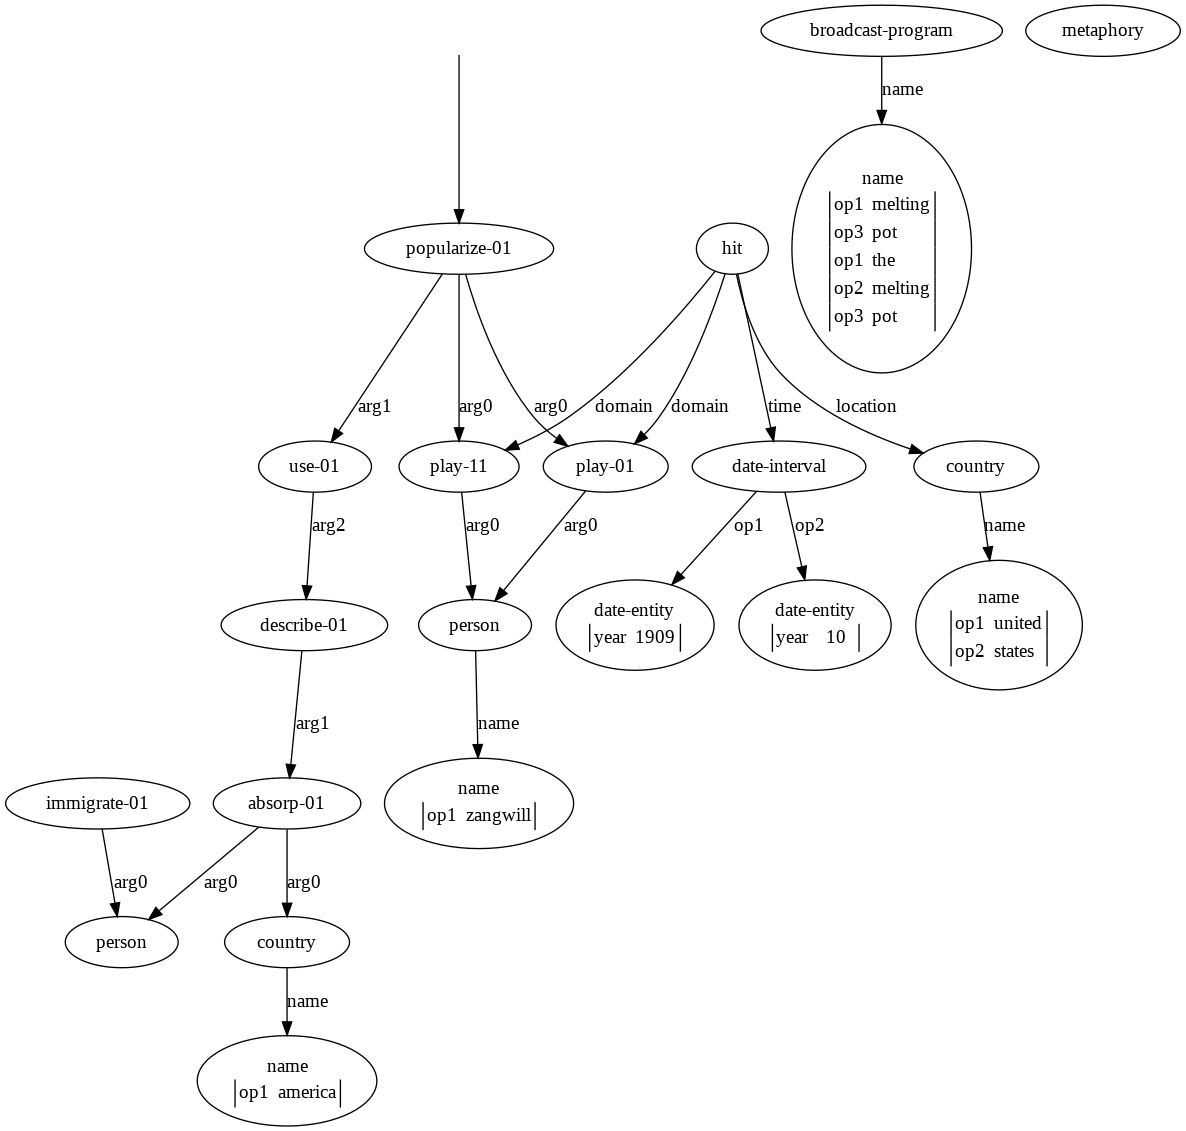 broadcast-program
metaphory
name
name
op1 melting
op3 pot
op1 the
op2 melting
op3 pot
popularize-01
hit
arg1
arg0
arg0
domain
domain
time
location
use-01
play-11
play-01
date-interval
country
arg2
arg0
arg0
op1
op2
name
describe-01
person
date-entity
year 1909
date-entity
year 10
name
op1 united
op2 states
arg1
name
immigrate-01
absorp-01
name
op1 zangwill
arg0
arg0
arg0
person
country
name
name
op1 america